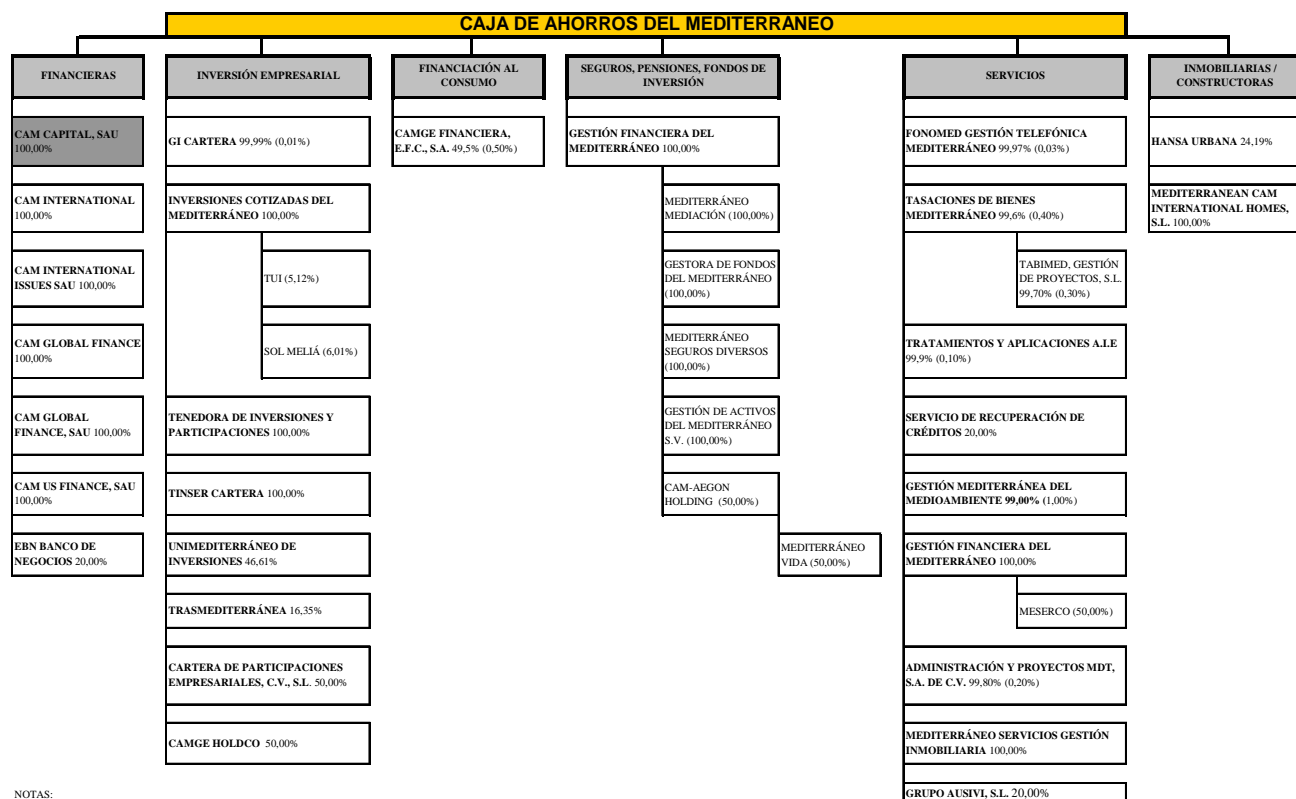 CAJA DE AHORROS DEL MEDITERRANEO
FINANCIERAS
CAM CAPITAL, SAU
100,00%
CAM INTERNATIONAL
100,00%
CAM INTERNATIONAL
ISSUES SAU 100,00%
CAM GLOBAL FINANCE
100,00%
CAM GLOBAL
FINANCE, SAU 100,00%
CAM US FINANCE, SAU
100,00%
EBN BANCO DE
NEGOCIOS 20,00%
INVERSIÓN EMPRESARIAL
GI CARTERA 99,99% (0,01%)
INVERSIONES COTIZADAS DEL
MEDITERRÁNEO 100,00%
TUI (5,12%)
SOL MELIÁ (6,01%)
TENEDORA DE INVERSIONES Y
PARTICIPACIONES 100,00%
TINSER CARTERA 100,00%
UNIMEDITERRÁNEO DE
INVERSIONES 46,61%
TRASMEDITERRÁNEA 16,35%
CARTERA DE PARTICIPACIONES
EMPRESARIALES, C.V., S.L. 50,00%
CAMGE HOLDCO 50,00%
FINANCIACIÓN AL
CONSUMO
CAMGE FINANCIERA,
E.F.C., S.A. 49,5% (0,50%)
SEGUROS, PENSIONES, FONDOS DE
INVERSIÓN
GESTIÓN FINANCIERA DEL
MEDITERRÁNEO 100,00%
MEDITERRÁNEO
MEDIACIÓN (100,00%)
GESTORA DE FONDOS
DEL MEDITERRÁNEO
(100,00%)
MEDITERRÁNEO
SEGUROS DIVERSOS
(100,00%)
GESTIÓN DE ACTIVOS
DEL MEDITERRÁNEO
S.V. (100,00%)
CAM-AEGON
HOLDING (50,00%)
MEDITERRÁNEO
VIDA (50,00%)
SERVICIOS
FONOMED GESTIÓN TELEFÓNICA
MEDITERRÁNEO 99,97% (0,03%)
TASACIONES DE BIENES
MEDITERRÁNEO 99,6% (0,40%)
TABIMED, GESTIÓN
DE PROYECTOS, S.L.
99,70% (0,30%)
TRATAMIENTOS Y APLICACIONES A.I.E
99,9% (0,10%)
SERVICIO DE RECUPERACIÓN DE
CRÉDITOS 20,00%
GESTIÓN MEDITERRÁNEA DEL
MEDIOAMBIENTE 99,00% (1,00%)
GESTIÓN FINANCIERA DEL
MEDITERRÁNEO 100,00%
MESERCO (50,00%)
ADMINISTRACIÓN Y PROYECTOS MDT,
S.A. DE C.V. 99,80% (0,20%)
MEDITERRÁNEO SERVICIOS GESTIÓN
INMOBILIARIA 100,00%
GRUPO AUSIVI, S.L. 20,00%
INMOBILIARIAS /
CONSTRUCTORAS
HANSA URBANA 24,19%
MEDITERRANEAN CAM
INTERNATIONAL HOMES,
S.L. 100,00%
NOTAS: